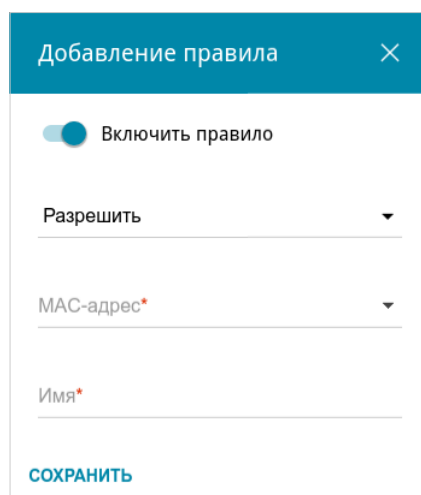 Добавление правила
Включить правило
Разрешить
MAC-адрес*
Имя*
СОХРАНИТЬ